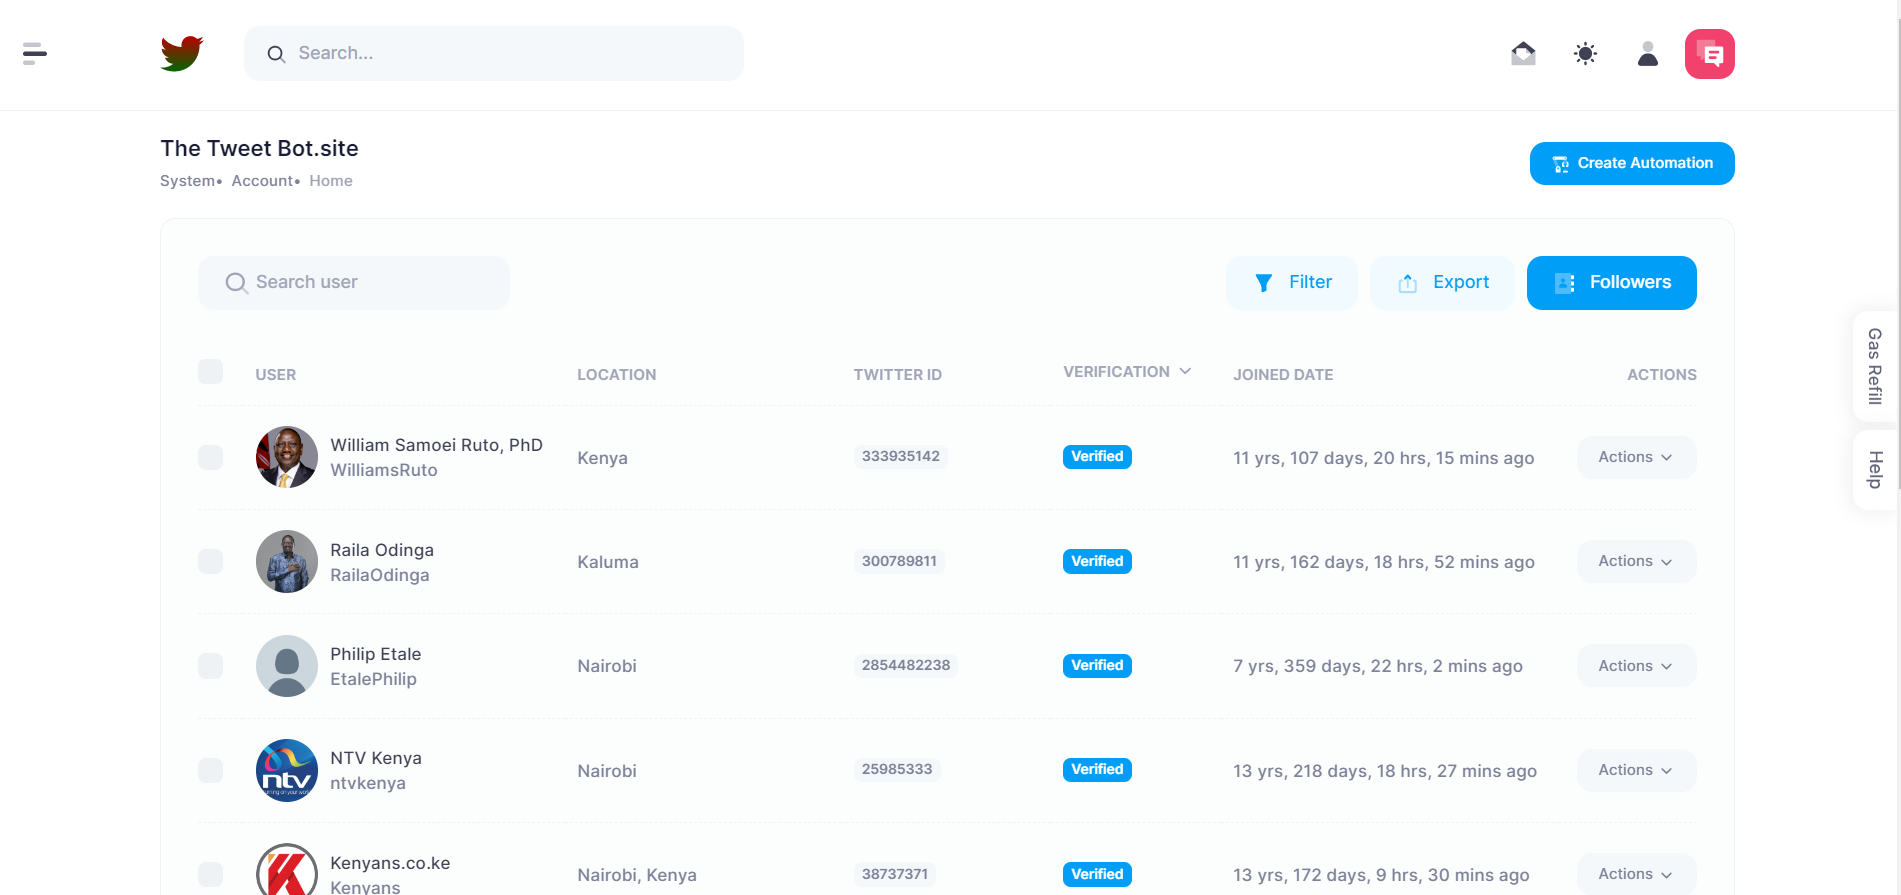 Search...
The Tweet Bot.site
System• Account• Home
Create Automation
Search user
Filter
Export
Followers
USER LOCATION TWITTER ID VERIFICATION JOINED DATE ACTIONS
William Samoei Ruto, PhD
WilliamsRuto
Kenya
333935142
Verified
11 yrs, 107 days, 20 hrs, 15 mins ago
Actions
Raila Odinga
RailaOdinga
Kaluma
300789811
Verified
11 yrs, 162 days, 18 hrs, 52 mins ago
Actions
Philip Etale
EtalePhilip
Nairobi
2854482238
Verified
7 yrs, 359 days, 22 hrs, 2 mins ago
Actions
ntv
NTV Kenya
ntvkenya
Nairobi
25985333
Verified
13 yrs, 218 days, 18 hrs, 27 mins ago
Actions
Kenyans.co.ke
Kenyans
Nairobi, Kenya
38737371
Verified
13 yrs, 172 days, 9 hrs, 30 mins ago
Actions
Gas Refill
Help